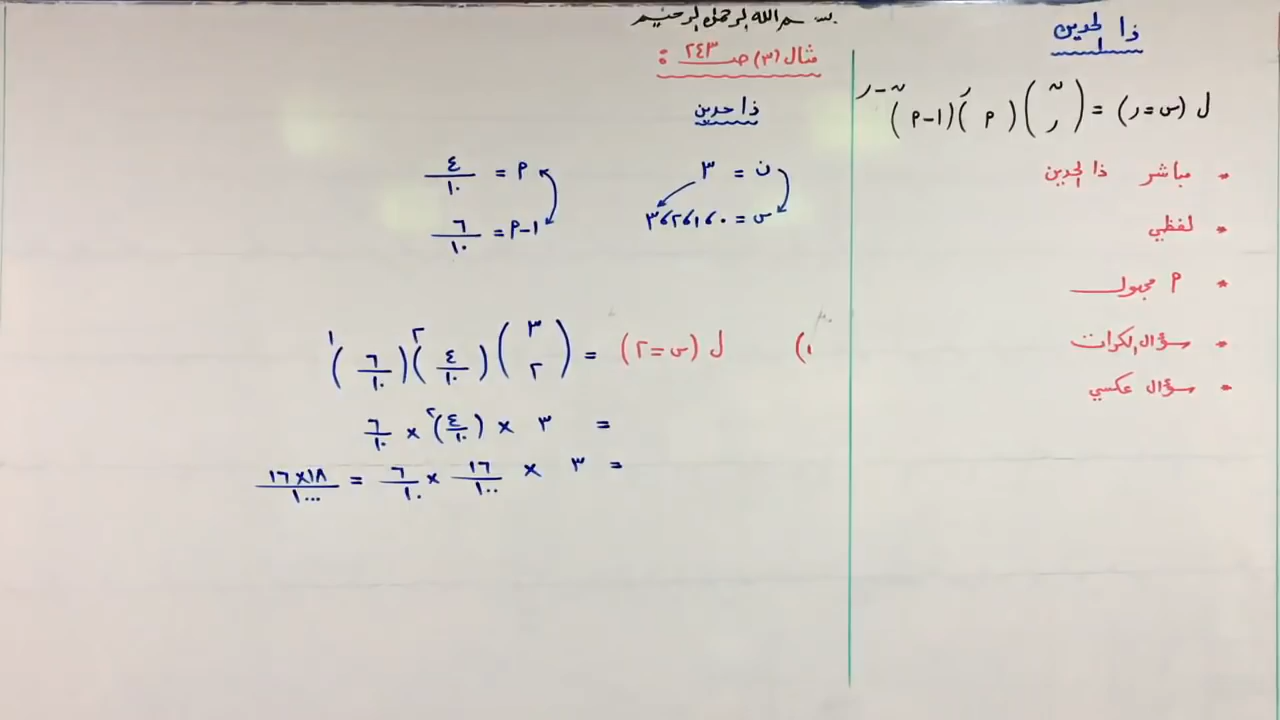 ذا الحدين
ل (س=ر) = (ن ر) (P)^ر (١-P)^ن-ر
* مباشر ذا الحدين
* لفظي
* P مجهول
* سؤال الكرات
* سؤال عكسي
بسم الله الرحمن الرحيم
مثال (٣) صـ ٢٤٣ :
ذا حدين
ن = ٣
س = ٠، ١، ٢، ٣
P = ٤/١٠
١-P = ٦/١٠
١) ل (س=٢) = (٣ ٢) (٤/١٠)^٢ (٦/١٠)^١
= ٣ × (٤/١٠)^٢ × ٦/١٠
= ٣ × ١٦/١٠٠ × ٦/١٠ = ١٦×١٨/١٠٠٠